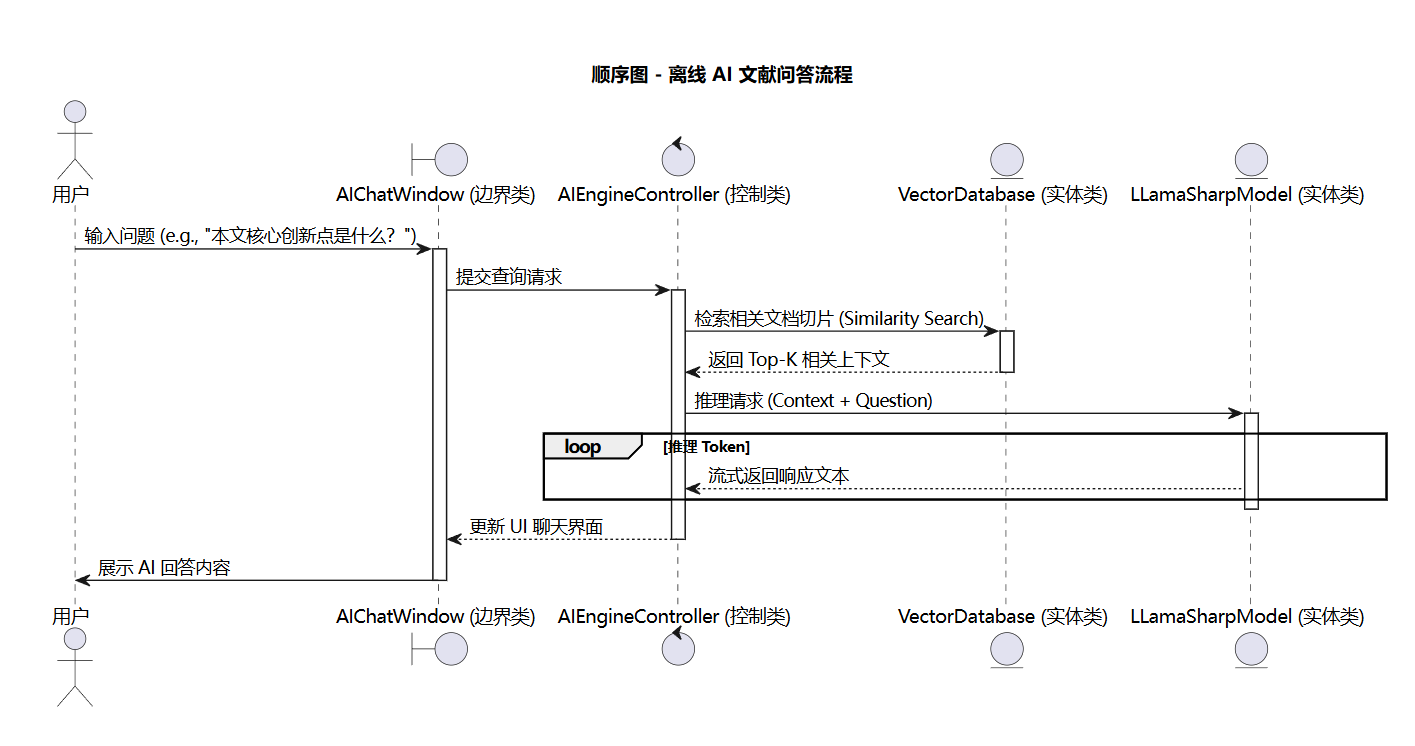 顺序图 - 离线 AI 文献问答流程
用户
AIChatWindow (边界类)
AIEngineController (控制类)
VectorDatabase (实体类)
LLamaSharpModel (实体类)
输入问题 (e.g., "本文核心创新点是什么？")
提交查询请求
检索相关文档切片 (Similarity Search)
返回 Top-K 相关上下文
推理请求 (Context + Question)
loop
[推理 Token]
流式返回响应文本
更新 UI 聊天界面
展示 AI 回答内容
用户
AIChatWindow (边界类)
AIEngineController (控制类)
VectorDatabase (实体类)
LLamaSharpModel (实体类)